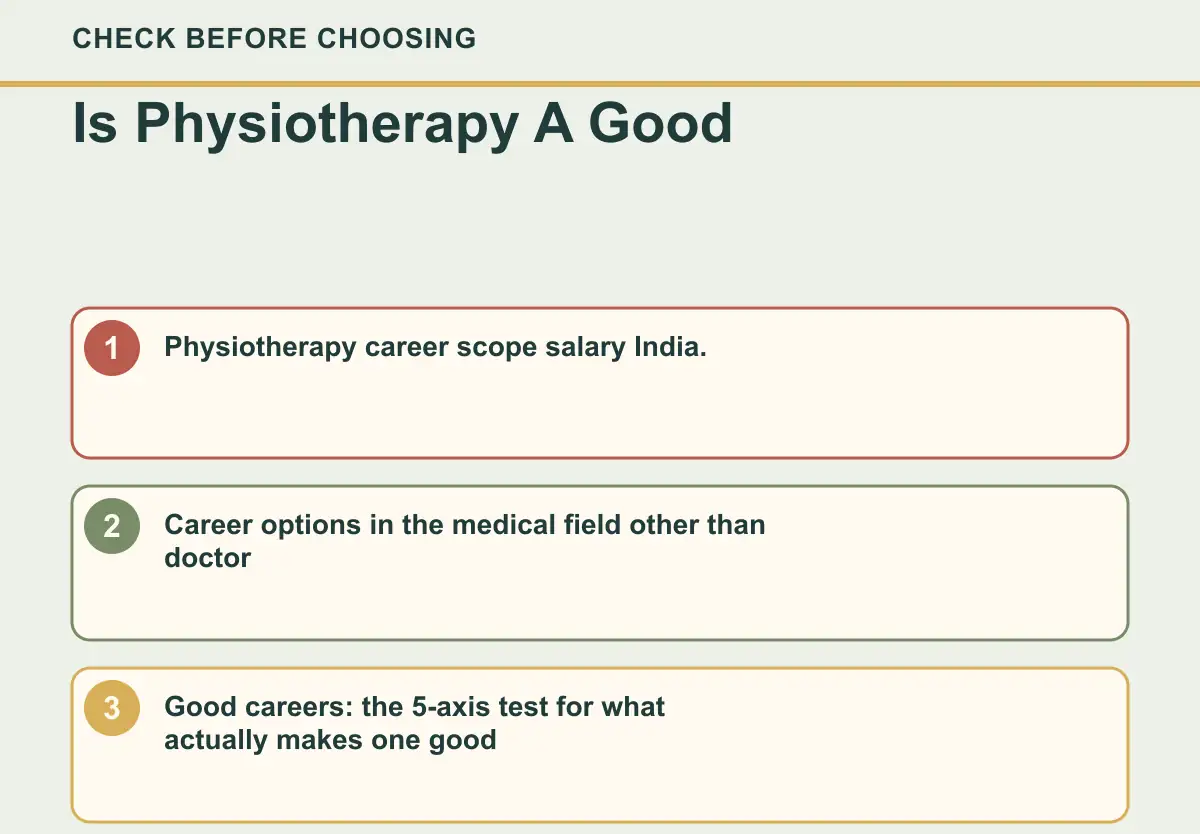 CHECK BEFORE CHOOSING
Is Physiotherapy A Good
1
Physiotherapy career scope salary India.
2
Career options in the medical field other than
doctor
3
Good careers: the 5-axis test for what
actually makes one good